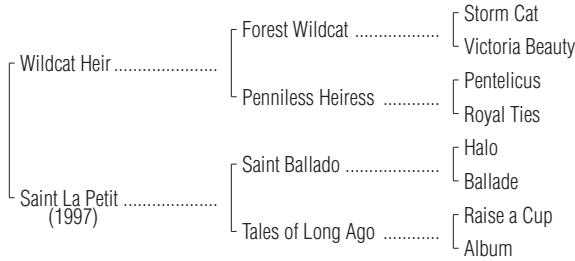 Storm Cat
Forest Wildcat ..................
Victoria Beauty
Wildcat Heir ......................
Pentelicus
Penniless Heiress ............
Royal Ties
Halo
Saint Ballado ....................
Ballade
Saint La Petit ....................
(1997)
Raise a Cup
Tales of Long Ago ............
Album